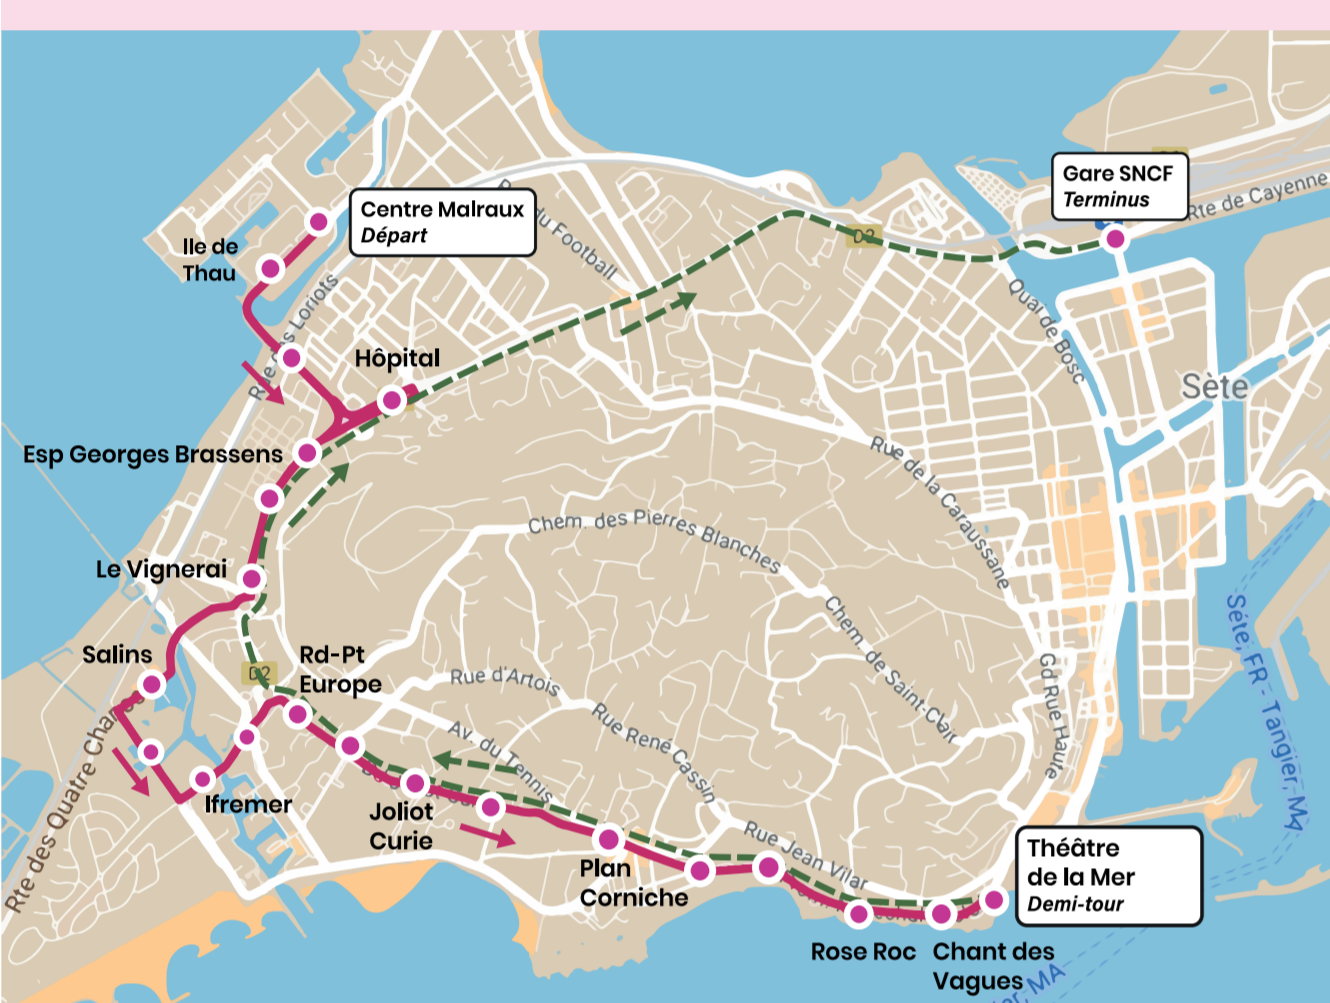 Gare SNCF
Terminus
Rte de Cayenne
Centre Malraux
Départ
du Football
D2
Ile de
Thau
Rue des Loriots
Quai de Bosc
Hôpital
Sète
Esp Georges Brassens
Rue de la Caraussane
Chem. des Pierres Blanches
Le Vignerai
Chem. de Saint-Clair
Sète, FR - Tangier, MA
Salins
D2
Rd-Pt
Europe
Rue d'Artois
Gd Rue Haute
Rte des Quatre
Rue René Cassin
Av. du Tennis
Ifremer
Joliot
Curie
Rue Jean Vilar
Plan
Corniche
Théâtre
de la Mer
Demi-tour
Rose Roc
Chant des
Vagues
MA